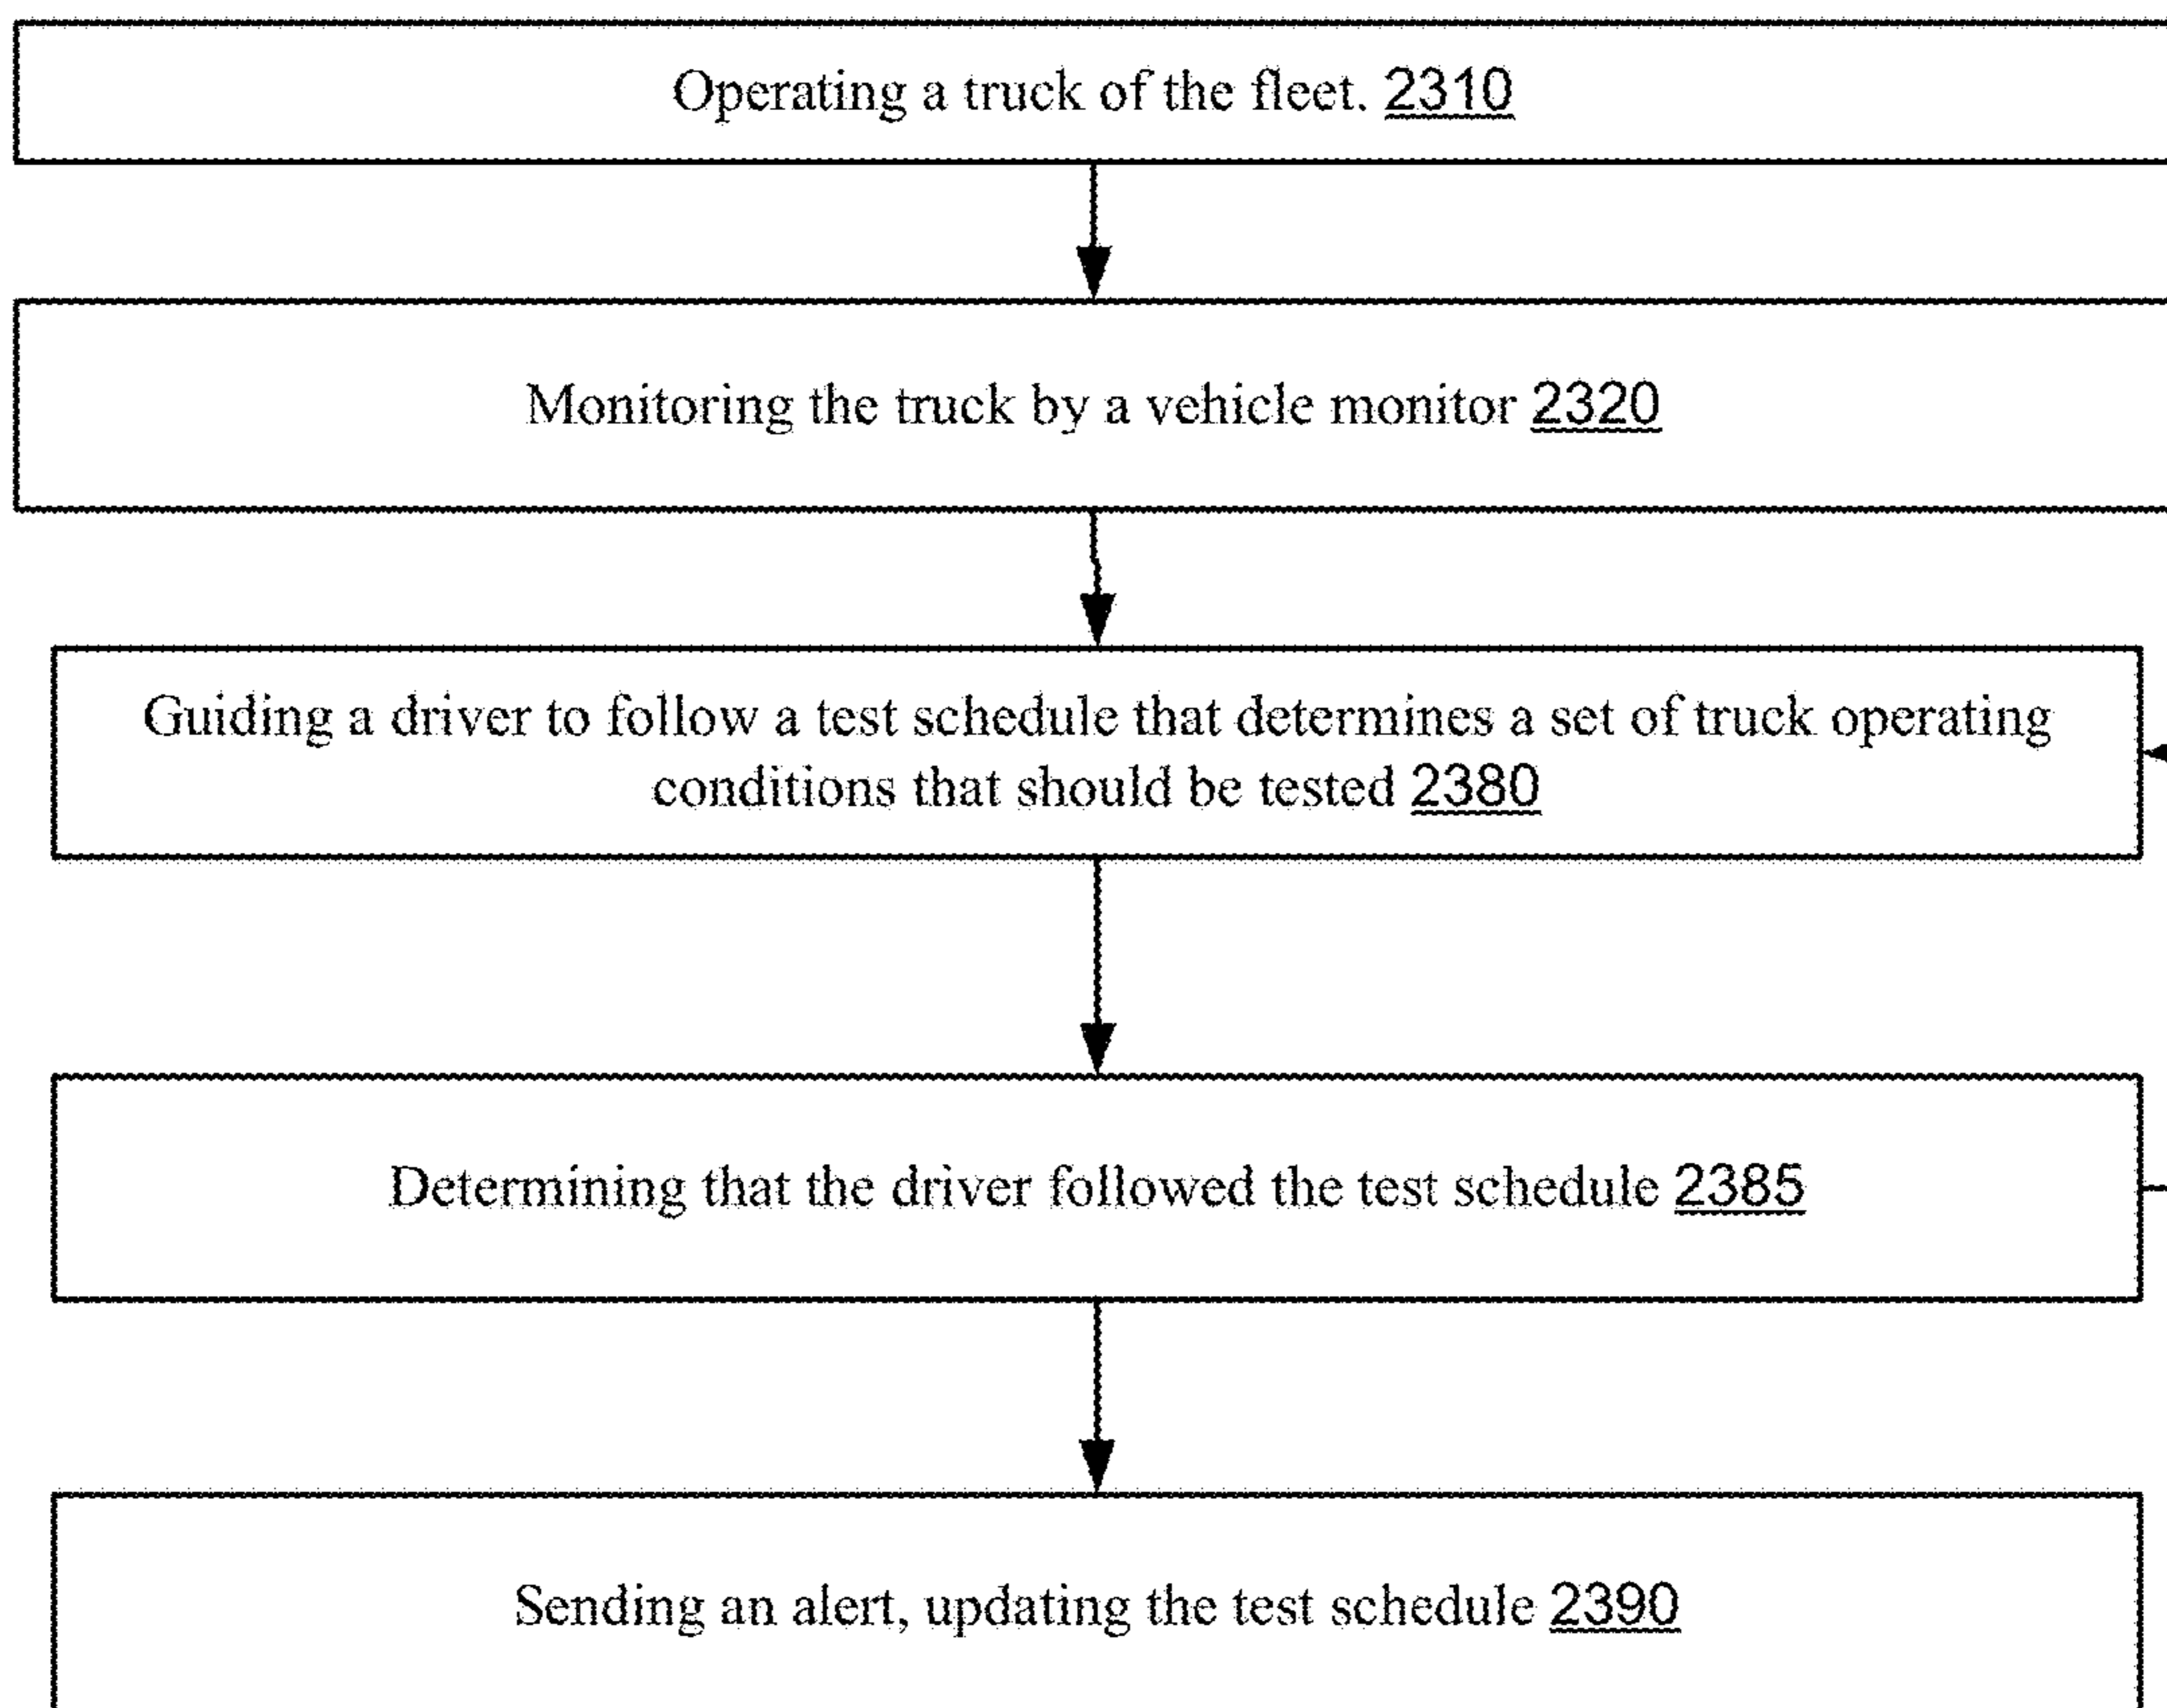 Operating a truck of the fleet. 2310
Monitoring the truck by a vehicle monitor 2320
Guiding a driver to follow a test schedule that determines a set of truck operating
conditions that should be tested 2380
Determining that the driver followed the test schedule 2385
Sending an alert, updating the test schedule 2390